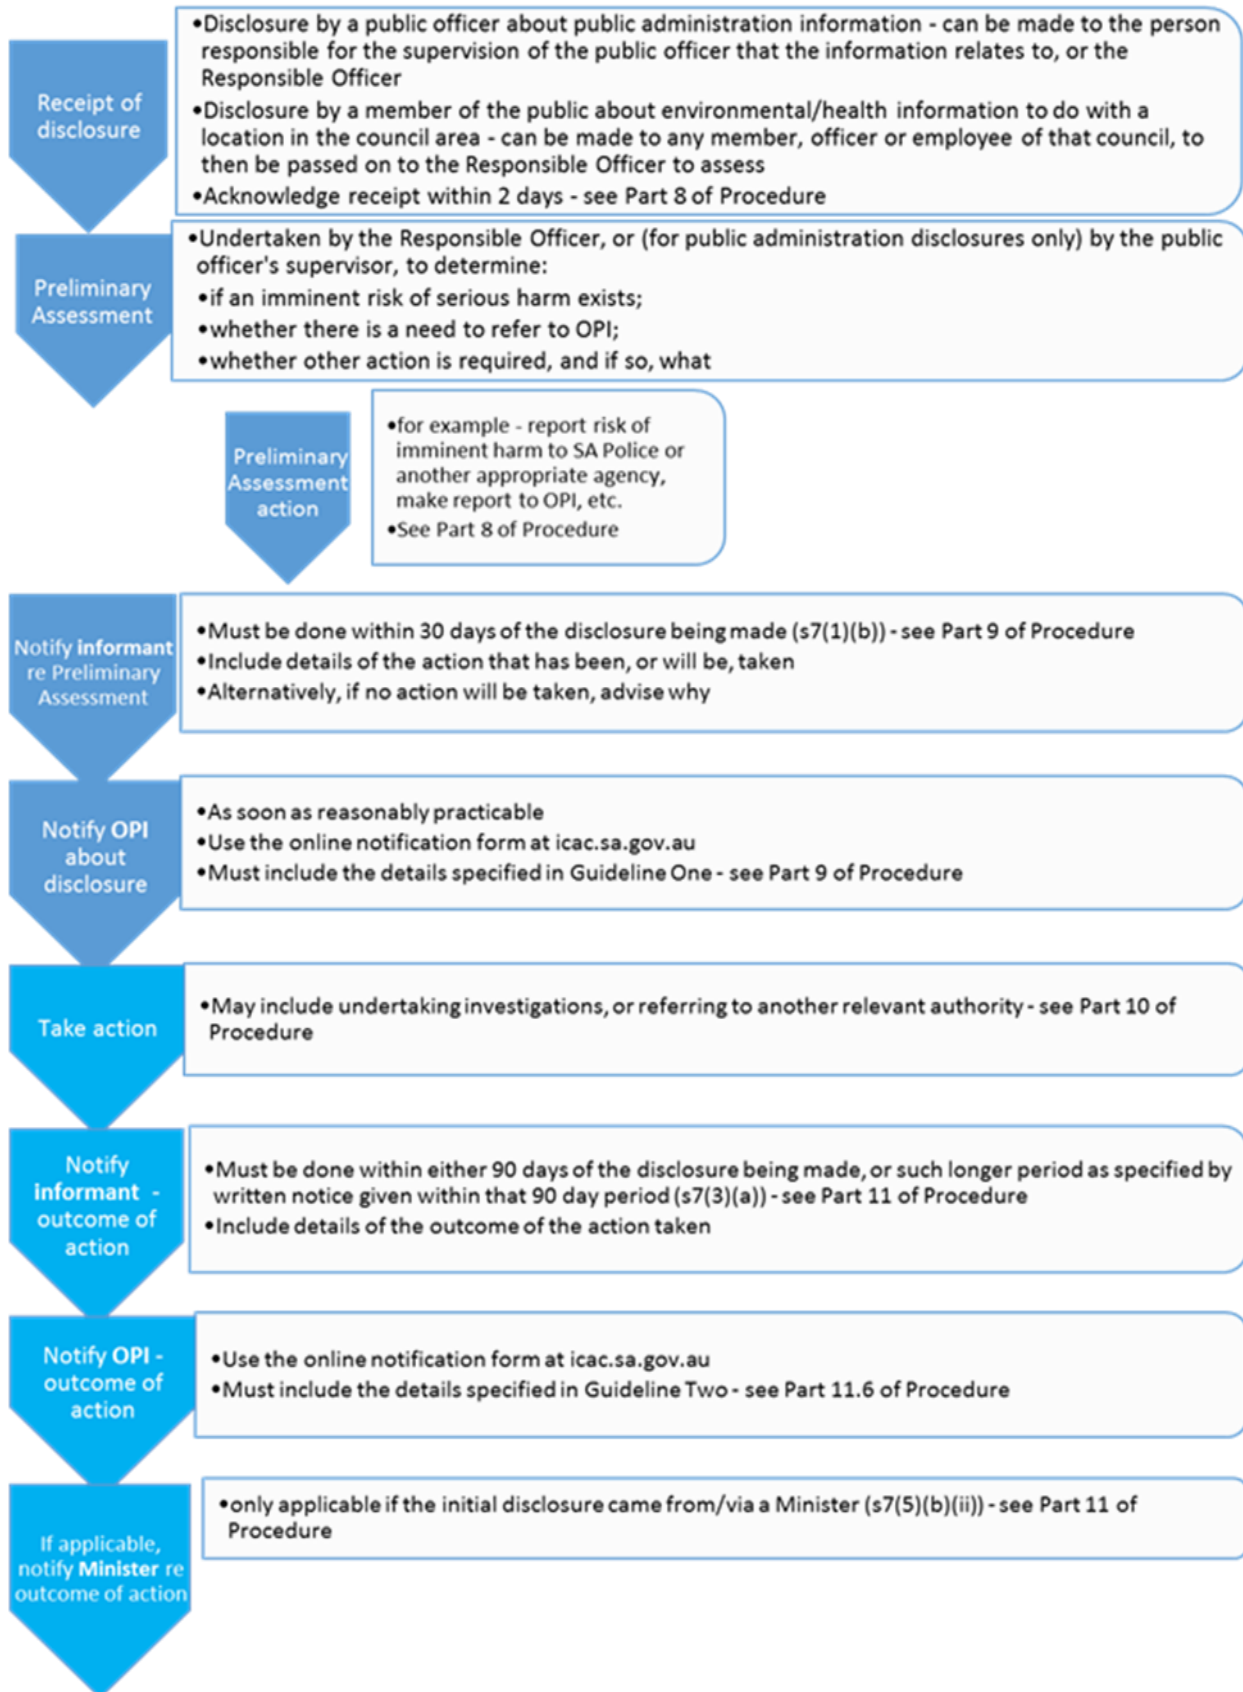 Receipt of
disclosure
•Disclosure by a public officer about public administration information - can be made to the person
responsible for the supervision of the public officer that the information relates to, or the
Responsible Officer
•Disclosure by a member of the public about environmental/health information to do with a
location in the council area - can be made to any member, officer or employee of that council, to
then be passed on to the Responsible Officer to assess
•Acknowledge receipt within 2 days - see Part 8 of Procedure
Preliminary
Assessment
•Undertaken by the Responsible Officer, or (for public administration disclosures only) by the public
officer's supervisor, to determine:
•if an imminent risk of serious harm exists;
•whether there is a need to refer to OPI;
•whether other action is required, and if so, what
Preliminary
Assessment
action
•for example - report risk of
imminent harm to SA Police or
another appropriate agency,
make report to OPI, etc.
•See Part 8 of Procedure
Notify informant
re Preliminary
Assessment
•Must be done within 30 days of the disclosure being made (s7(1)(b)) - see Part 9 of Procedure
•Include details of the action that has been, or will be, taken
•Alternatively, if no action will be taken, advise why
Notify OPI
about
disclosure
•As soon as reasonably practicable
•Use the online notification form at icac.sa.gov.au
•Must include the details specified in Guideline One - see Part 9 of Procedure
Take action
•May include undertaking investigations, or referring to another relevant authority - see Part 10 of
Procedure
Notify
informant -
outcome of
action
•Must be done within either 90 days of the disclosure being made, or such longer period as specified by
written notice given within that 90 day period (s7(3)(a)) - see Part 11 of Procedure
•Include details of the outcome of the action taken
Notify OPI -
outcome of
action
•Use the online notification form at icac.sa.gov.au
•Must include the details specified in Guideline Two - see Part 11.6 of Procedure
If applicable,
notify Minister re
outcome of action
•only applicable if the initial disclosure came from/via a Minister (s7(5)(b)(ii)) - see Part 11 of
Procedure